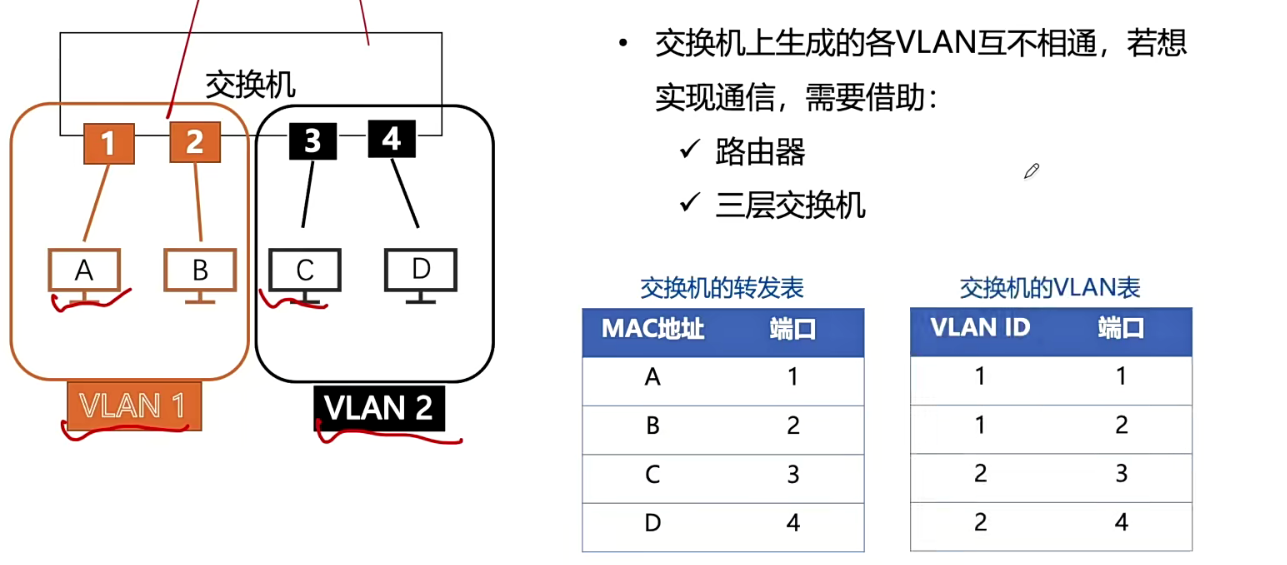 交换机
1 2 3 4
A B C D
VLAN 1 VLAN 2
• 交换机上生成的各VLAN互不相通，若想
实现通信，需要借助：
✓ 路由器
✓ 三层交换机
交换机的转发表
MAC地址 端口
A 1
B 2
C 3
D 4
交换机的VLAN表
VLAN ID 端口
1 1
1 2
2 3
2 4